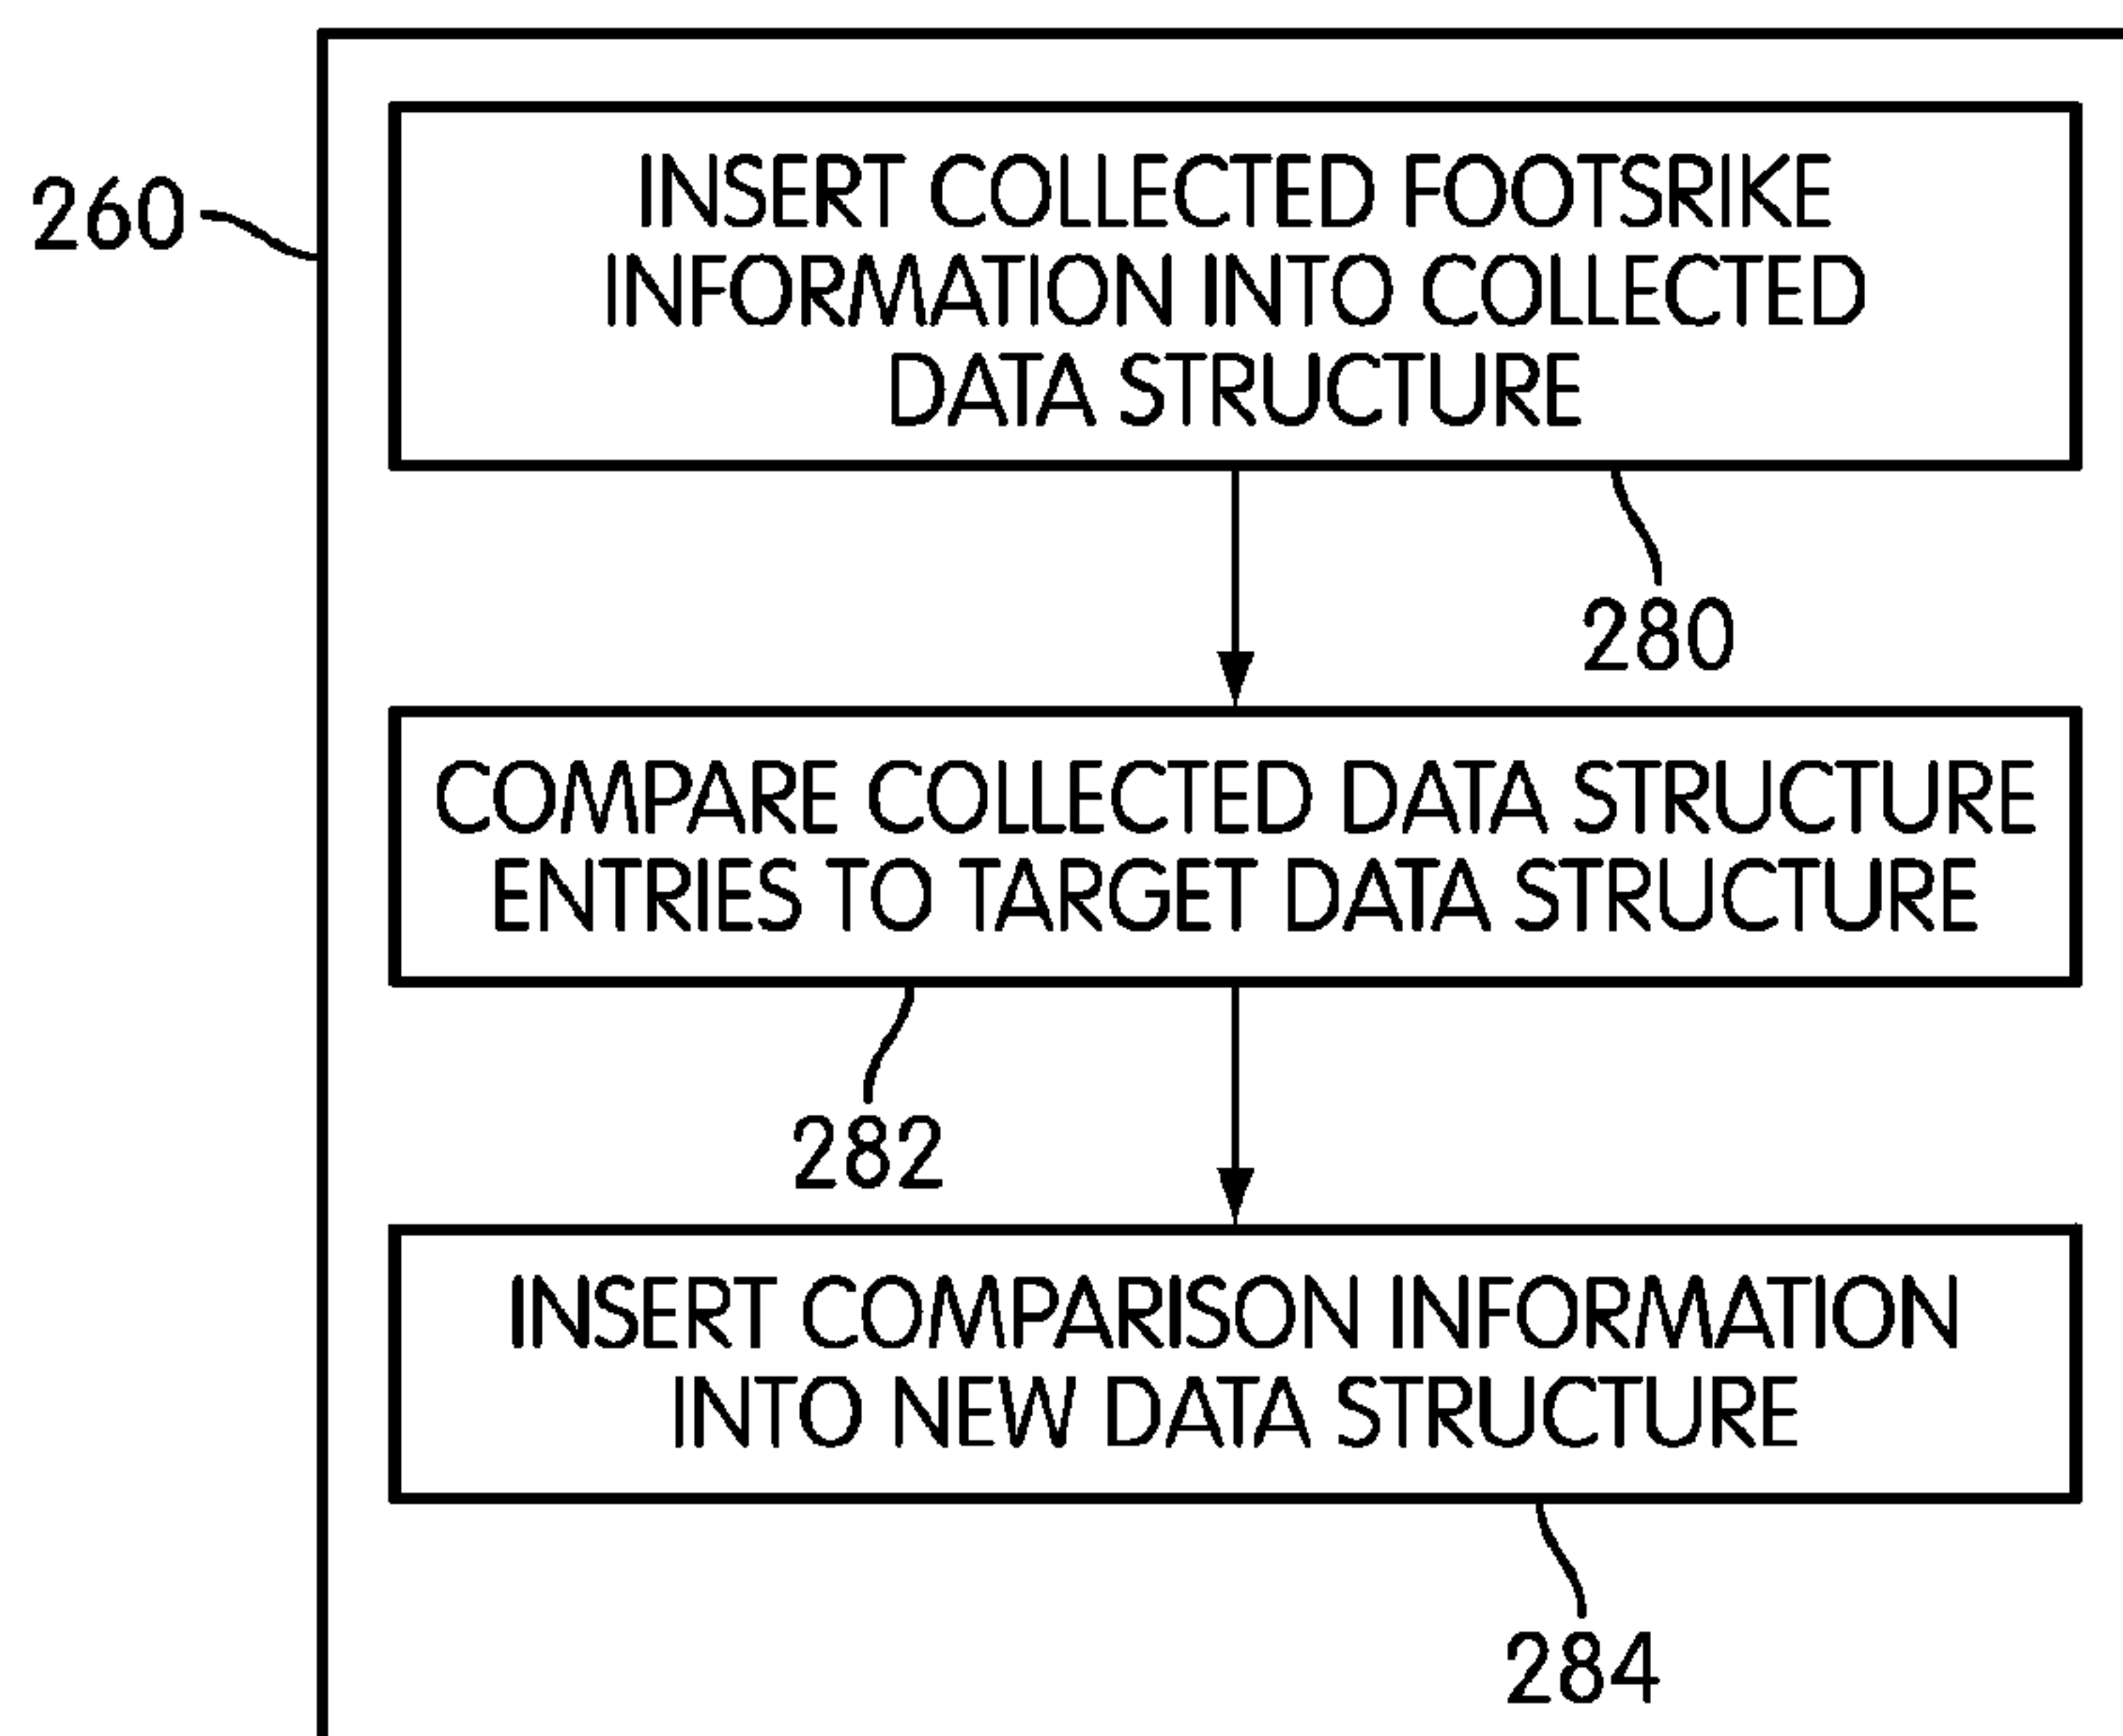 260
INSERT COLLECTED FOOTSRIKE
INFORMATION INTO COLLECTED
DATA STRUCTURE
280
COMPARE COLLECTED DATA STRUCTURE
ENTRIES TO TARGET DATA STRUCTURE
282
INSERT COMPARISON INFORMATION
INTO NEW DATA STRUCTURE
284